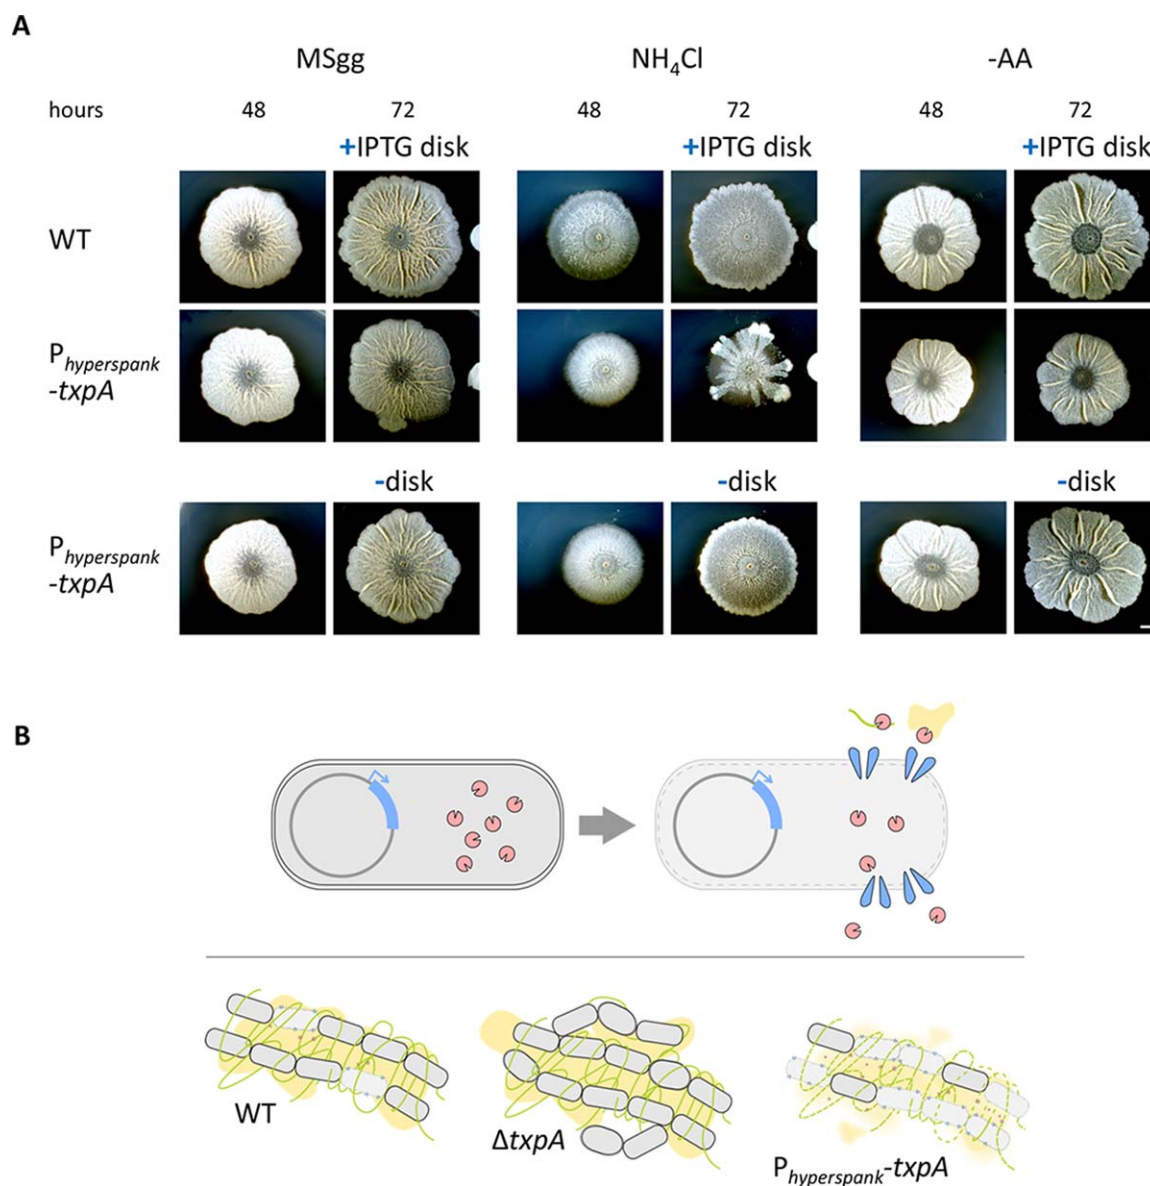 A
MSgg NH₄Cl -AA
hours 48 72 48 72 48 72
+IPTG disk +IPTG disk +IPTG disk
WT
Phyperspank
-txpA
-disk -disk -disk
Phyperspank
-txpA
B
WT ΔtxpA Phyperspank-txpA